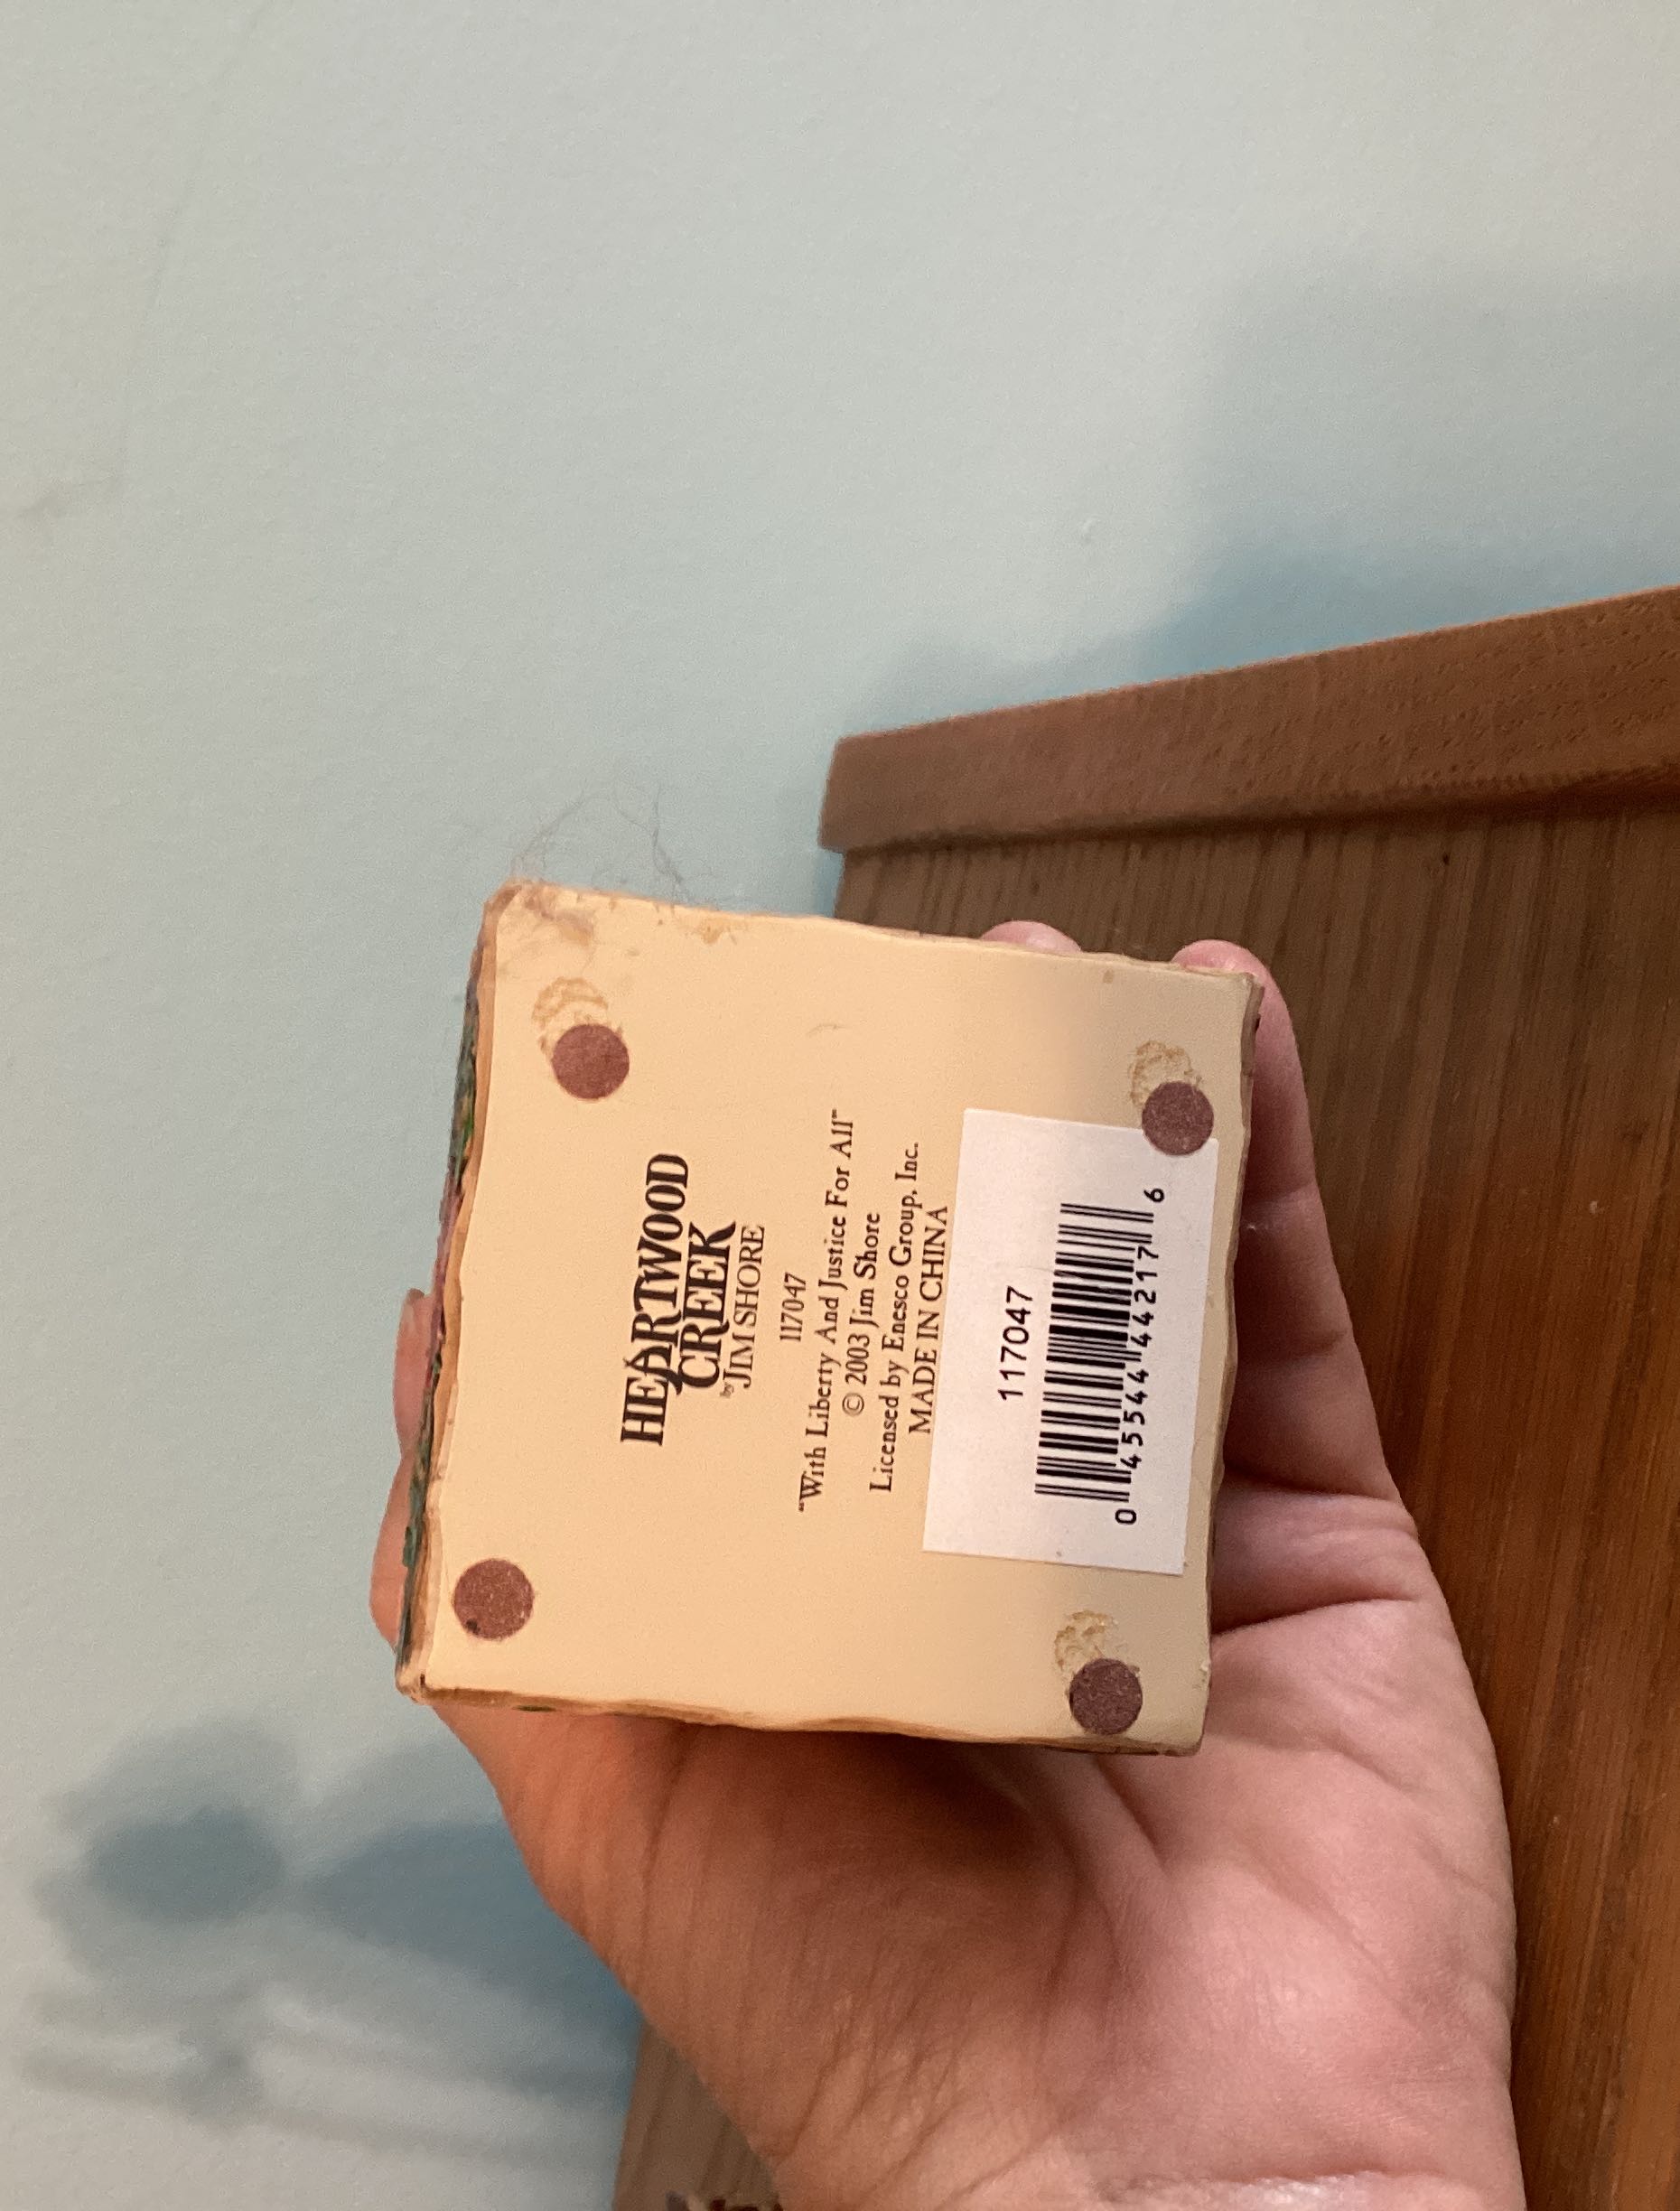 HEARTWOOD
CREEK
by JIM SHORE
117047
"With Liberty And Justice For All"
© 2003 Jim Shore
Licensed by Enesco Group, Inc.
MADE IN CHINA
117047
0 45544 44217 6